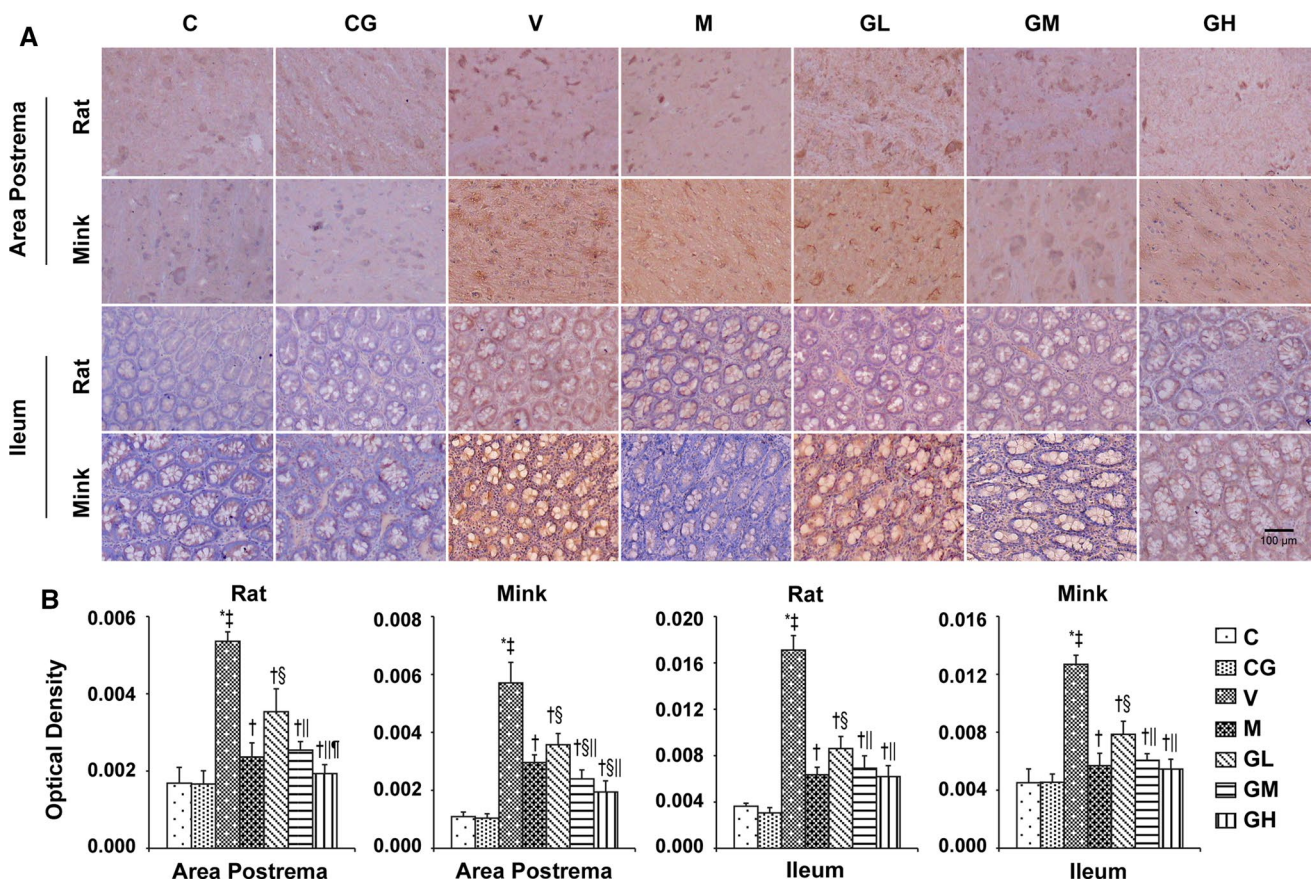 A
C CG V M GL GM GH
Area Postrema
Rat
Mink
Ileum
Rat
Mink
100 µm
B
Rat
Optical Density
0.006
0.004
0.002
0.000
*‡
†
†§
†||
†||¶
Area Postrema
Mink
0.008
0.006
0.004
0.002
0.000
*‡
†
†§
†§||
†§||
Area Postrema
Rat
0.020
0.016
0.012
0.008
0.004
0.000
*‡
†
†§
†||
†||
Ileum
Mink
0.016
0.012
0.008
0.004
0.000
*‡
†
†§
†||
†||
Ileum
C
CG
V
M
GL
GM
GH